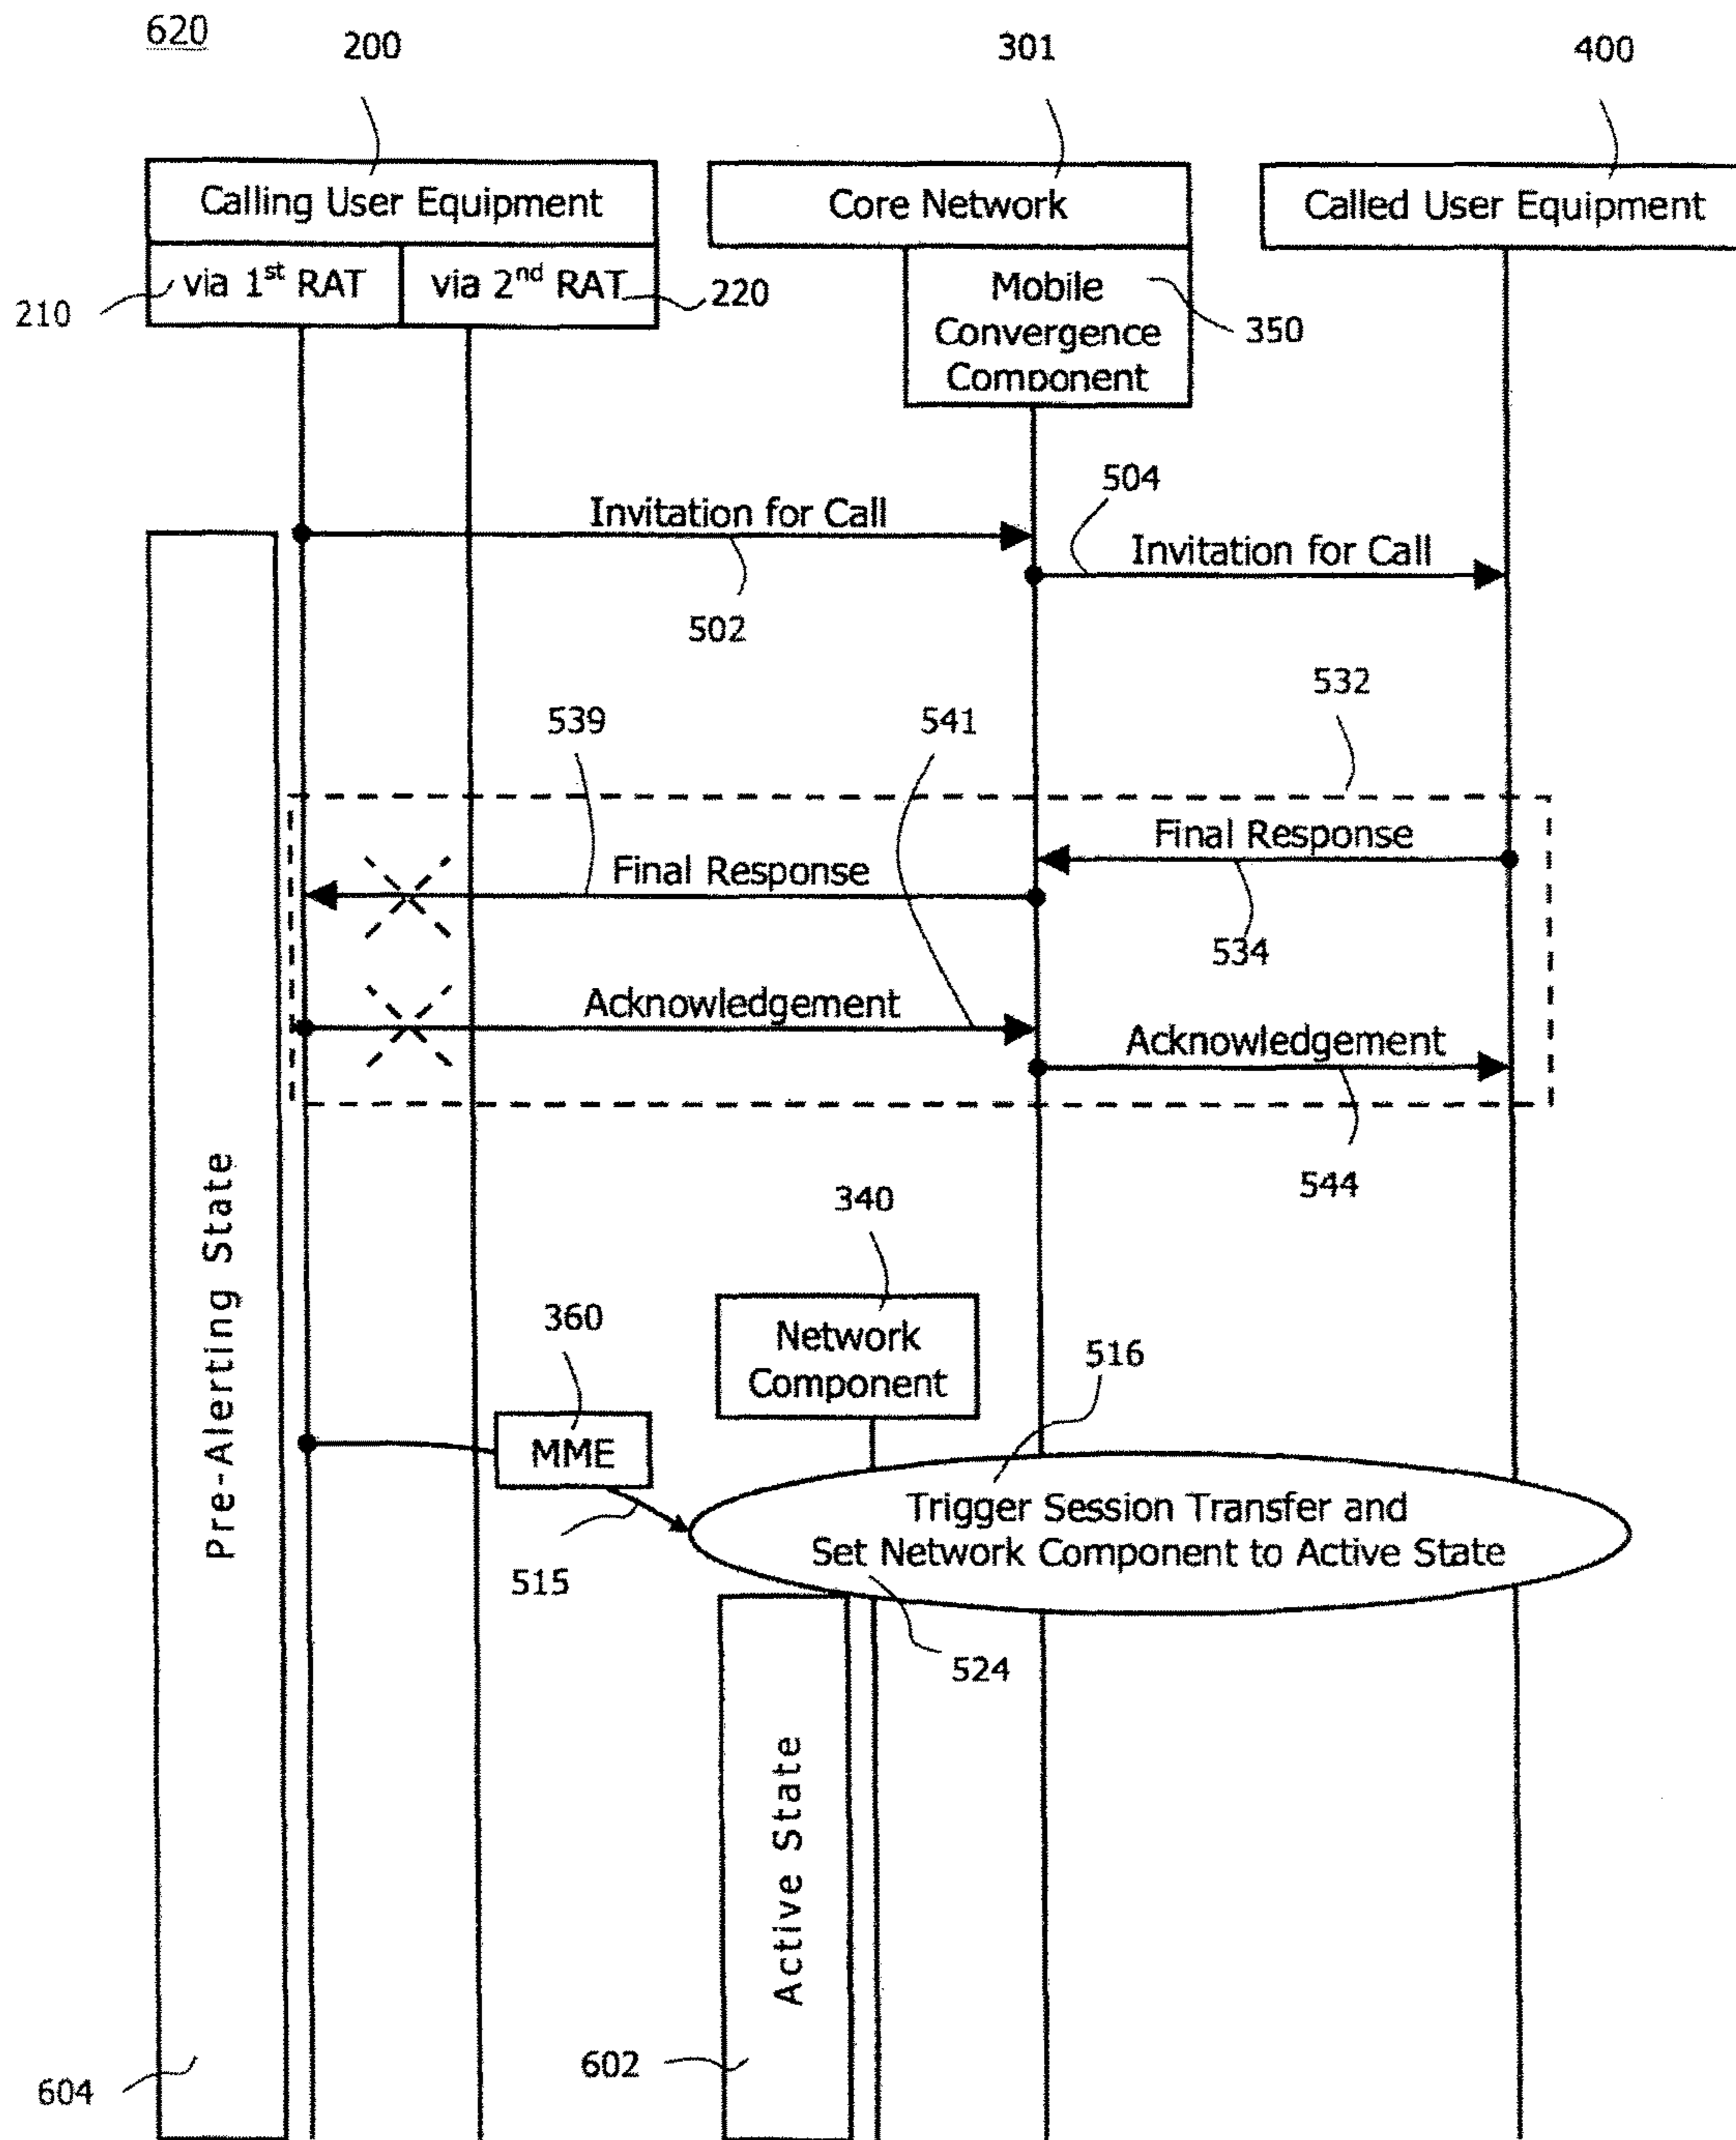 620
200
301
400
Calling User Equipment
Core Network
Called User Equipment
210
via 1st RAT
via 2nd RAT
220
Mobile
Convergence
Component
350
504
Invitation for Call
Invitation for Call
502
532
539
541
Final Response
Final Response
534
Acknowledgement
Acknowledgement
544
340
Pre-Alerting State
360
Network
Component
516
MME
Trigger Session Transfer and
Set Network Component to Active State
515
524
Active State
602
604